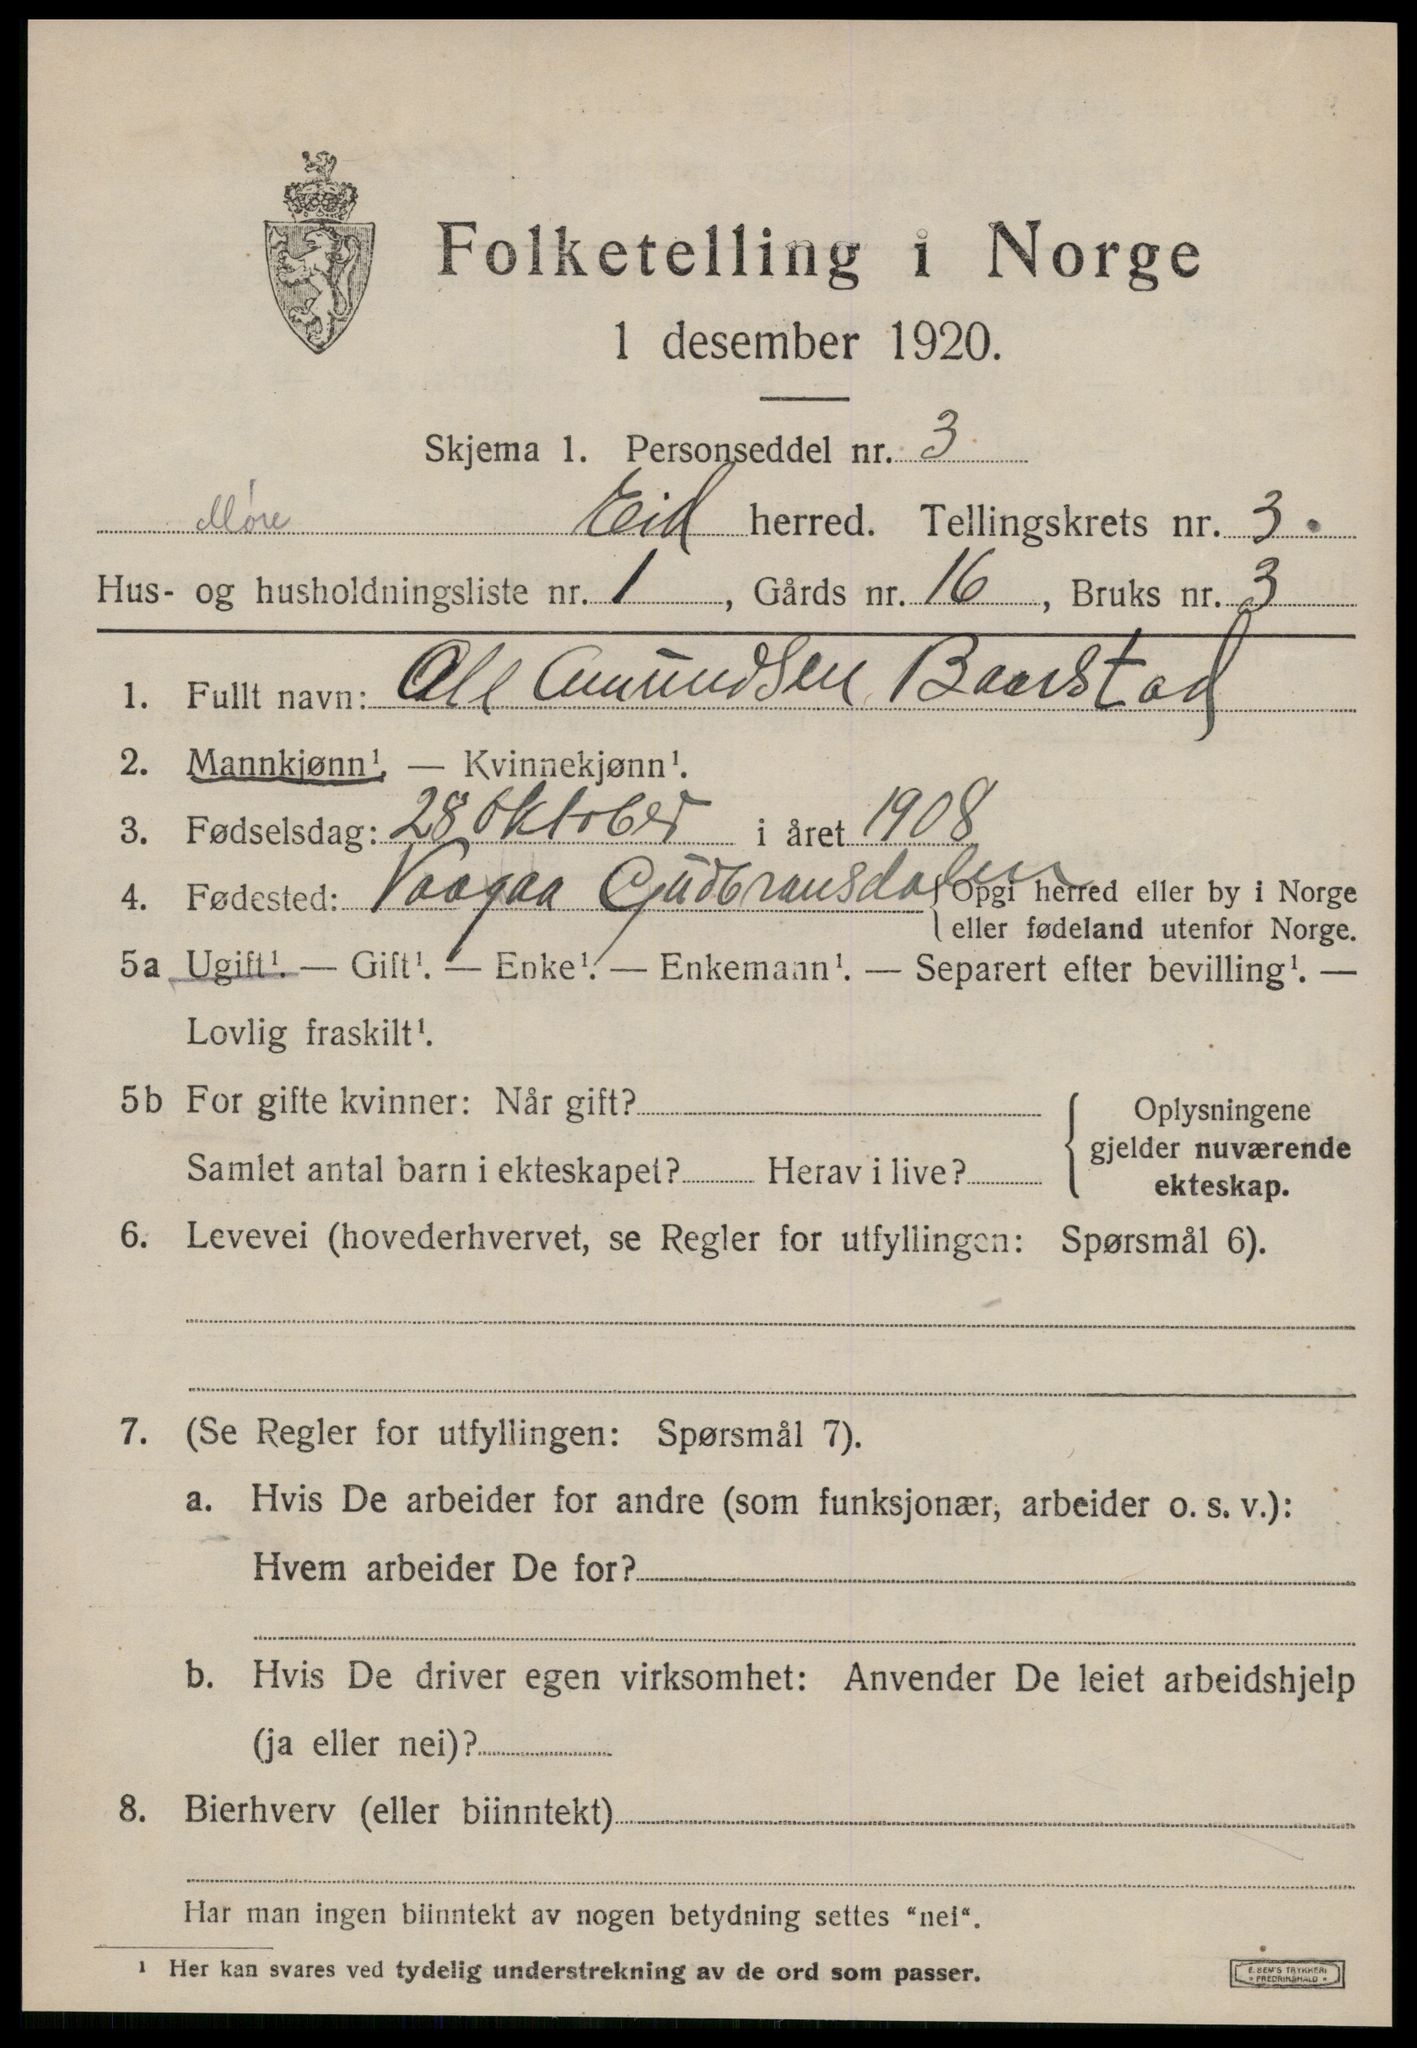 Folketelling i Norge
1 desember 1920.
Skjema 1. Personseddel nr. 3
Møre Eid herred. Tellingskrets nr. 3.
Hus- og husholdningsliste nr. 1, Gårds nr. 16, Bruks nr. 3
1. Fullt navn: Ole Amundsen Baarstad
2. Mannkjønn¹. — Kvinnekjønn¹.
3. Fødselsdag: 28 oktober i året 1908
4. Fødested: Vaagaa Gudbransdalen {Opgi herred eller by i Norge
eller fødeland utenfor Norge.
5a Ugift¹. — Gift¹. — Enke¹. — Enkemann¹. — Separert efter bevilling¹. —
Lovlig fraskilt¹.
5b For gifte kvinner: Når gift?
Samlet antal barn i ekteskapet? Herav i live?
Oplysningene
gjelder nuværende
ekteskap.
6. Levevei (hovederhvervet, se Regler for utfyllingen: Spørsmål 6).
7. (Se Regler for utfyllingen: Spørsmål 7).
a. Hvis De arbeider for andre (som funksjonær, arbeider o. s. v.):
Hvem arbeider De for?
b. Hvis De driver egen virksomhet: Anvender De leiet arbeidshjelp
(ja eller nei)?
8. Bierhverv (eller biinntekt)
Har man ingen biinntekt av nogen betydning settes "nei".
¹ Her kan svares ved tydelig understrekning av de ord som passer.
E. SEM'S TRYKKERI
• FREDRIKSHALD •